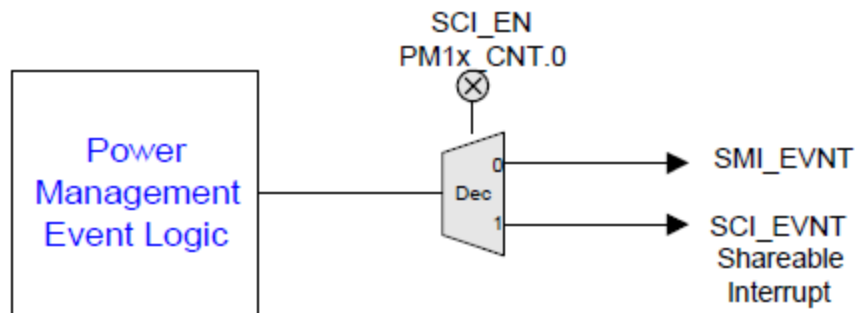 SCI_EN
PM1x_CNT.0
Power
Management
Event Logic
Dec
0
1
SMI_EVNT
SCI_EVNT
Shareable
Interrupt